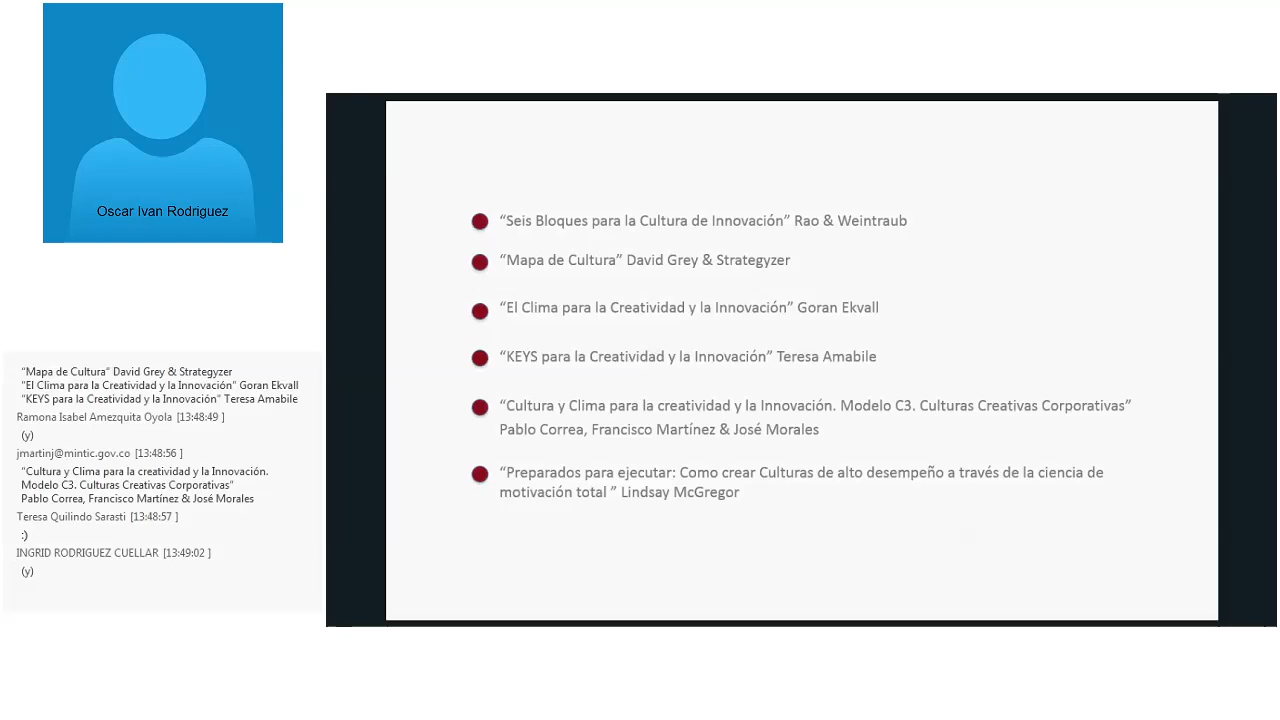 Oscar Ivan Rodriguez
“Mapa de Cultura” David Grey & Strategyzer
“El Clima para la Creatividad y la Innovación” Goran Ekvall
“KEYS para la Creatividad y la Innovación” Teresa Amabile
Ramona Isabel Amezquita Oyola [13:48:49 ]
(y)
jmartinj@mintic.gov.co [13:48:56 ]
“Cultura y Clima para la creatividad y la Innovación.
Modelo C3. Culturas Creativas Corporativas”
Pablo Correa, Francisco Martínez & José Morales
Teresa Quilindo Sarasti [13:48:57 ]
:)
INGRID RODRIGUEZ CUELLAR [13:49:02 ]
(y)
“Seis Bloques para la Cultura de Innovación” Rao & Weintraub
“Mapa de Cultura” David Grey & Strategyzer
“El Clima para la Creatividad y la Innovación” Goran Ekvall
“KEYS para la Creatividad y la Innovación” Teresa Amabile
“Cultura y Clima para la creatividad y la Innovación. Modelo C3. Culturas Creativas Corporativas”
Pablo Correa, Francisco Martínez & José Morales
“Preparados para ejecutar: Como crear Culturas de alto desempeño a través de la ciencia de
motivación total ” Lindsay McGregor